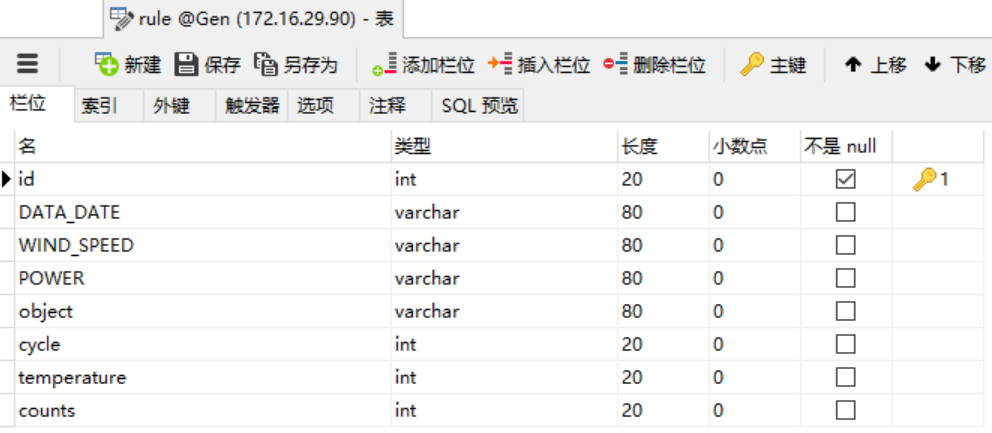 rule @Gen (172.16.29.90) - 表
新建 保存 另存为 添加栏位 插入栏位 删除栏位 主键 上移 下移
栏位 索引 外键 触发器 选项 注释 SQL 预览
名 类型 长度 小数点 不是 null
id int 20 0 1
DATA_DATE varchar 80 0
WIND_SPEED varchar 80 0
POWER varchar 80 0
object varchar 80 0
cycle int 20 0
temperature int 20 0
counts int 20 0